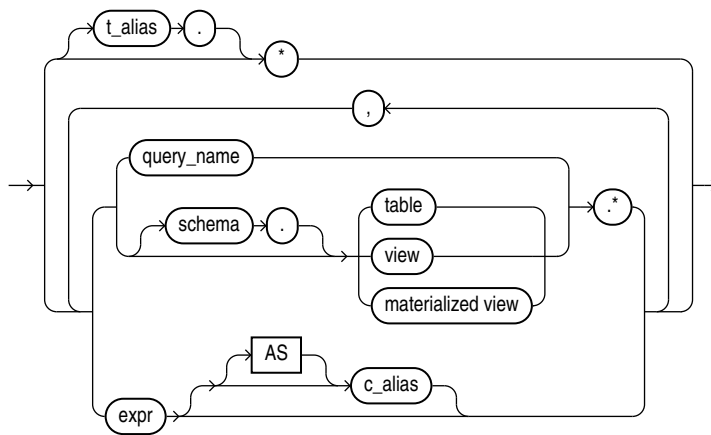 t_alias .
*
,
query_name
table
schema .
.*
view
materialized view
AS
c_alias
expr